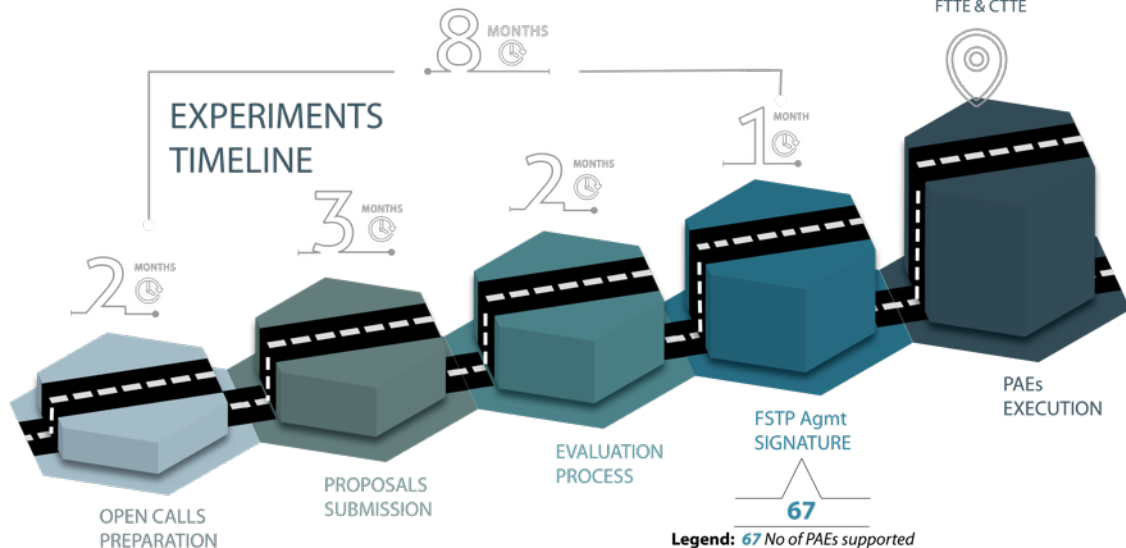 FTTE & CTTE
8 MONTHS
EXPERIMENTS
TIMELINE
1 MONTH
2 MONTHS
3 MONTHS
2 MONTHS
PAEs
EXECUTION
FSTP Agmt
SIGNATURE
EVALUATION
PROCESS
PROPOSALS
SUBMISSION
OPEN CALLS
PREPARATION
67
Legend: 67 No of PAEs supported